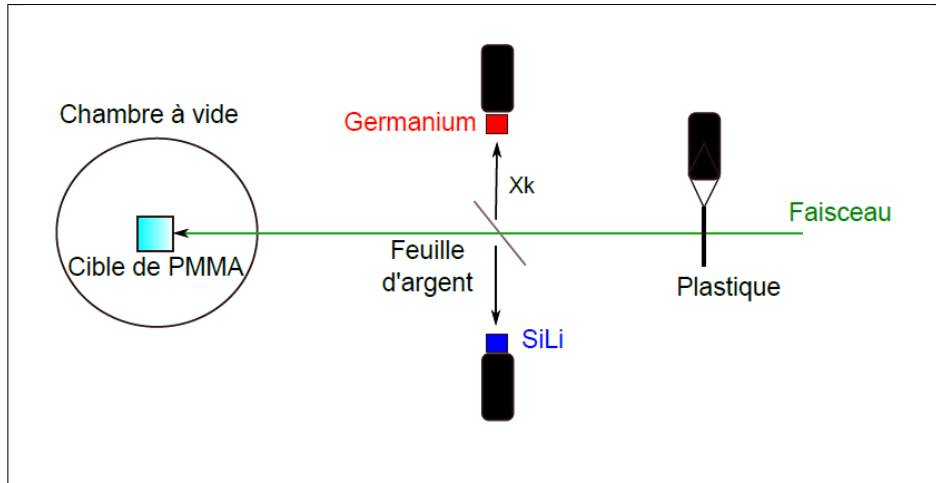 Chambre à vide
Germanium
Xk
Faisceau
Cible de PMMA
Feuille
d'argent
Plastique
SiLi